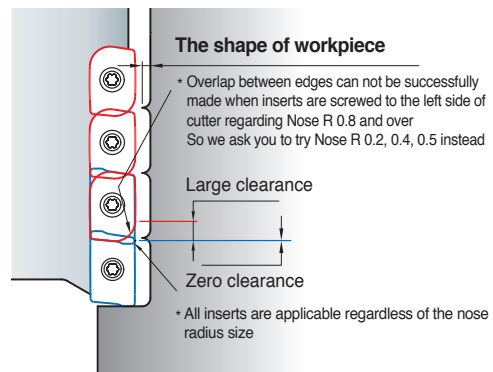 The shape of workpiece
* Overlap between edges can not be successfully
made when inserts are screwed to the left side of
cutter regarding Nose R 0.8 and over
So we ask you to try Nose R 0.2, 0.4, 0.5 instead
Large clearance
Zero clearance
* All inserts are applicable regardless of the nose
radius size